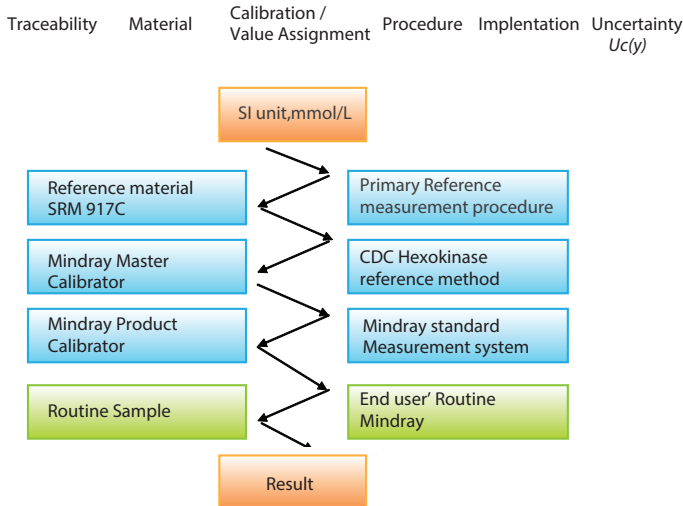 Traceability Material Calibration / Value Assignment Procedure Implentation Uncertainty
Uc(y)
SI unit,mmol/L
Reference material
SRM 917C
Primary Reference
measurement procedure
Mindray Master
Calibrator
CDC Hexokinase
reference method
Mindray Product
Calibrator
Mindray standard
Measurement system
Routine Sample
End user' Routine
Mindray
Result